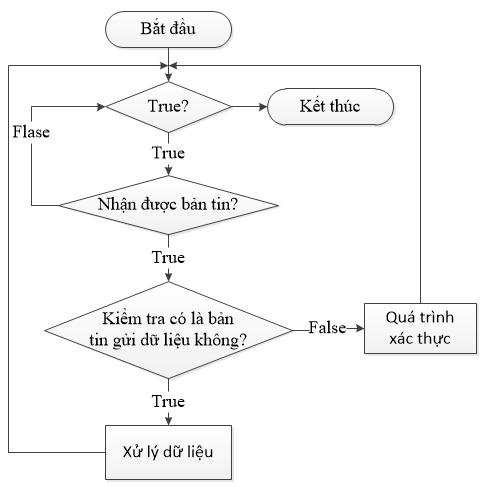 Bắt đầu
True?
Kết thúc
Flase
True
Nhận được bản tin?
True
Kiểm tra có là bản
tin gửi dữ liệu không?
False
Quá trình
xác thực
True
Xử lý dữ liệu